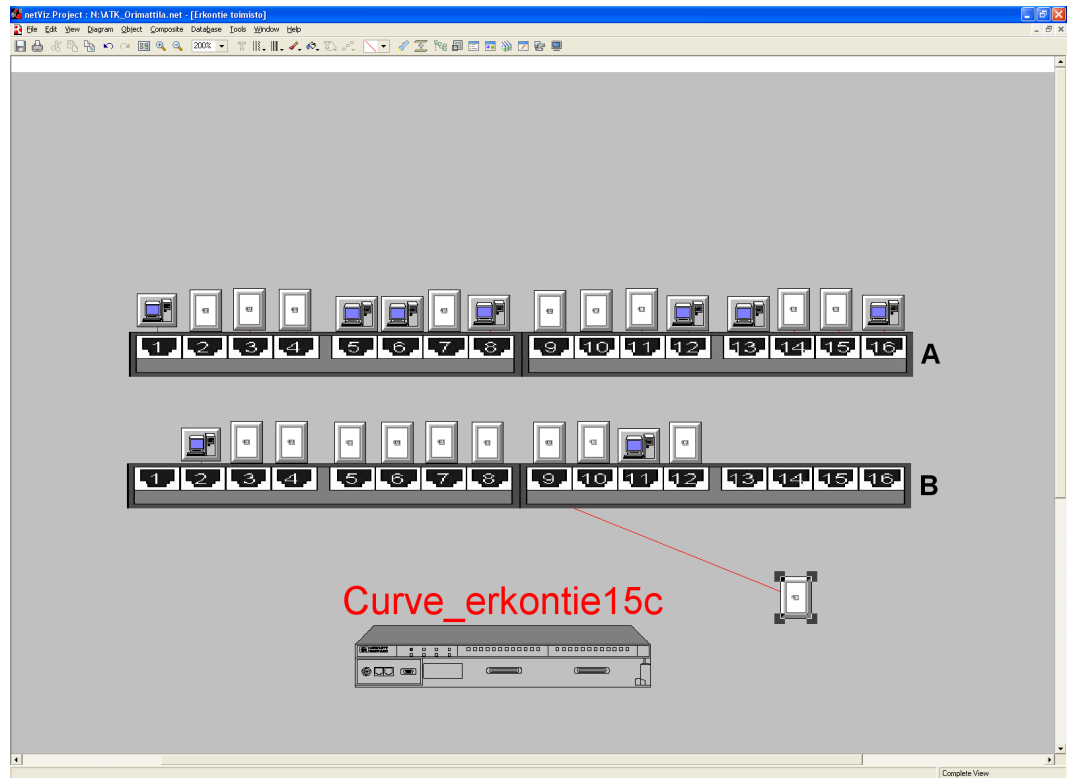 netViz Project : N:\ATK_Orimattila.net - [Erkontie toimisto]
File Edit View Diagram Object Composite Database Tools Window Help
200%
1 2 3 4 5 6 7 8 9 10 11 12 13 14 15 16 A
1 2 3 4 5 6 7 8 9 10 11 12 13 14 15 16 B
Curve_erkontie15c
HEWLETT
PACKARD
Complete View